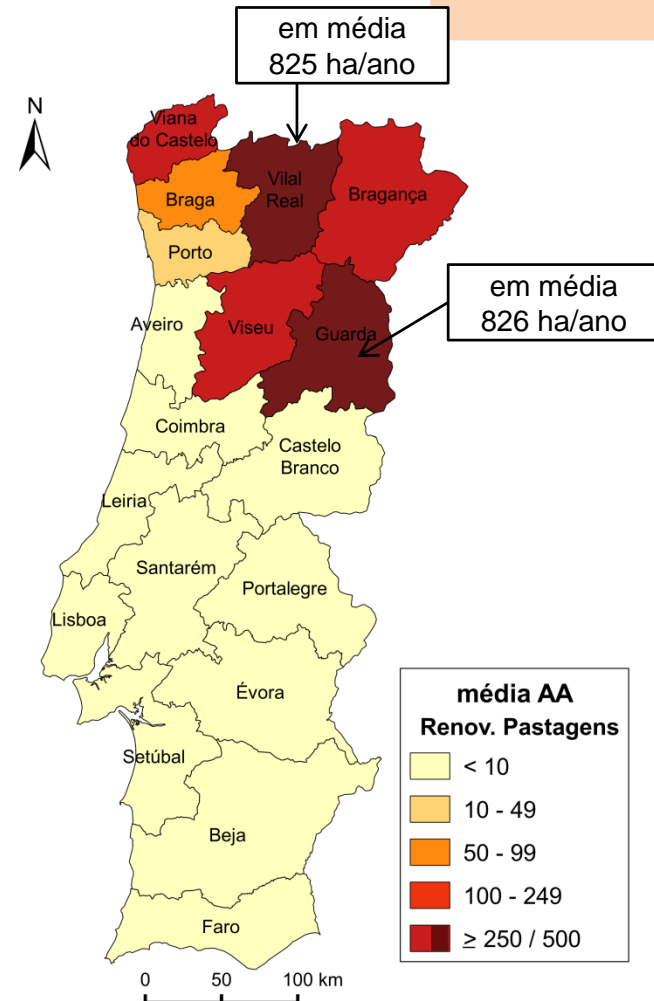 em média
825 ha/ano
N
Viana
do Castelo
Vilal
Real
Bragança
Braga
Porto
em média
826 ha/ano
Aveiro
Viseu
Guarda
Coimbra
Castelo
Branco
Leiria
Santarém
Portalegre
Lisboa
Évora
média AA
Renov. Pastagens
Setúbal
< 10
10 - 49
Beja
50 - 99
100 - 249
Faro
≥ 250 / 500
0 50 100 km